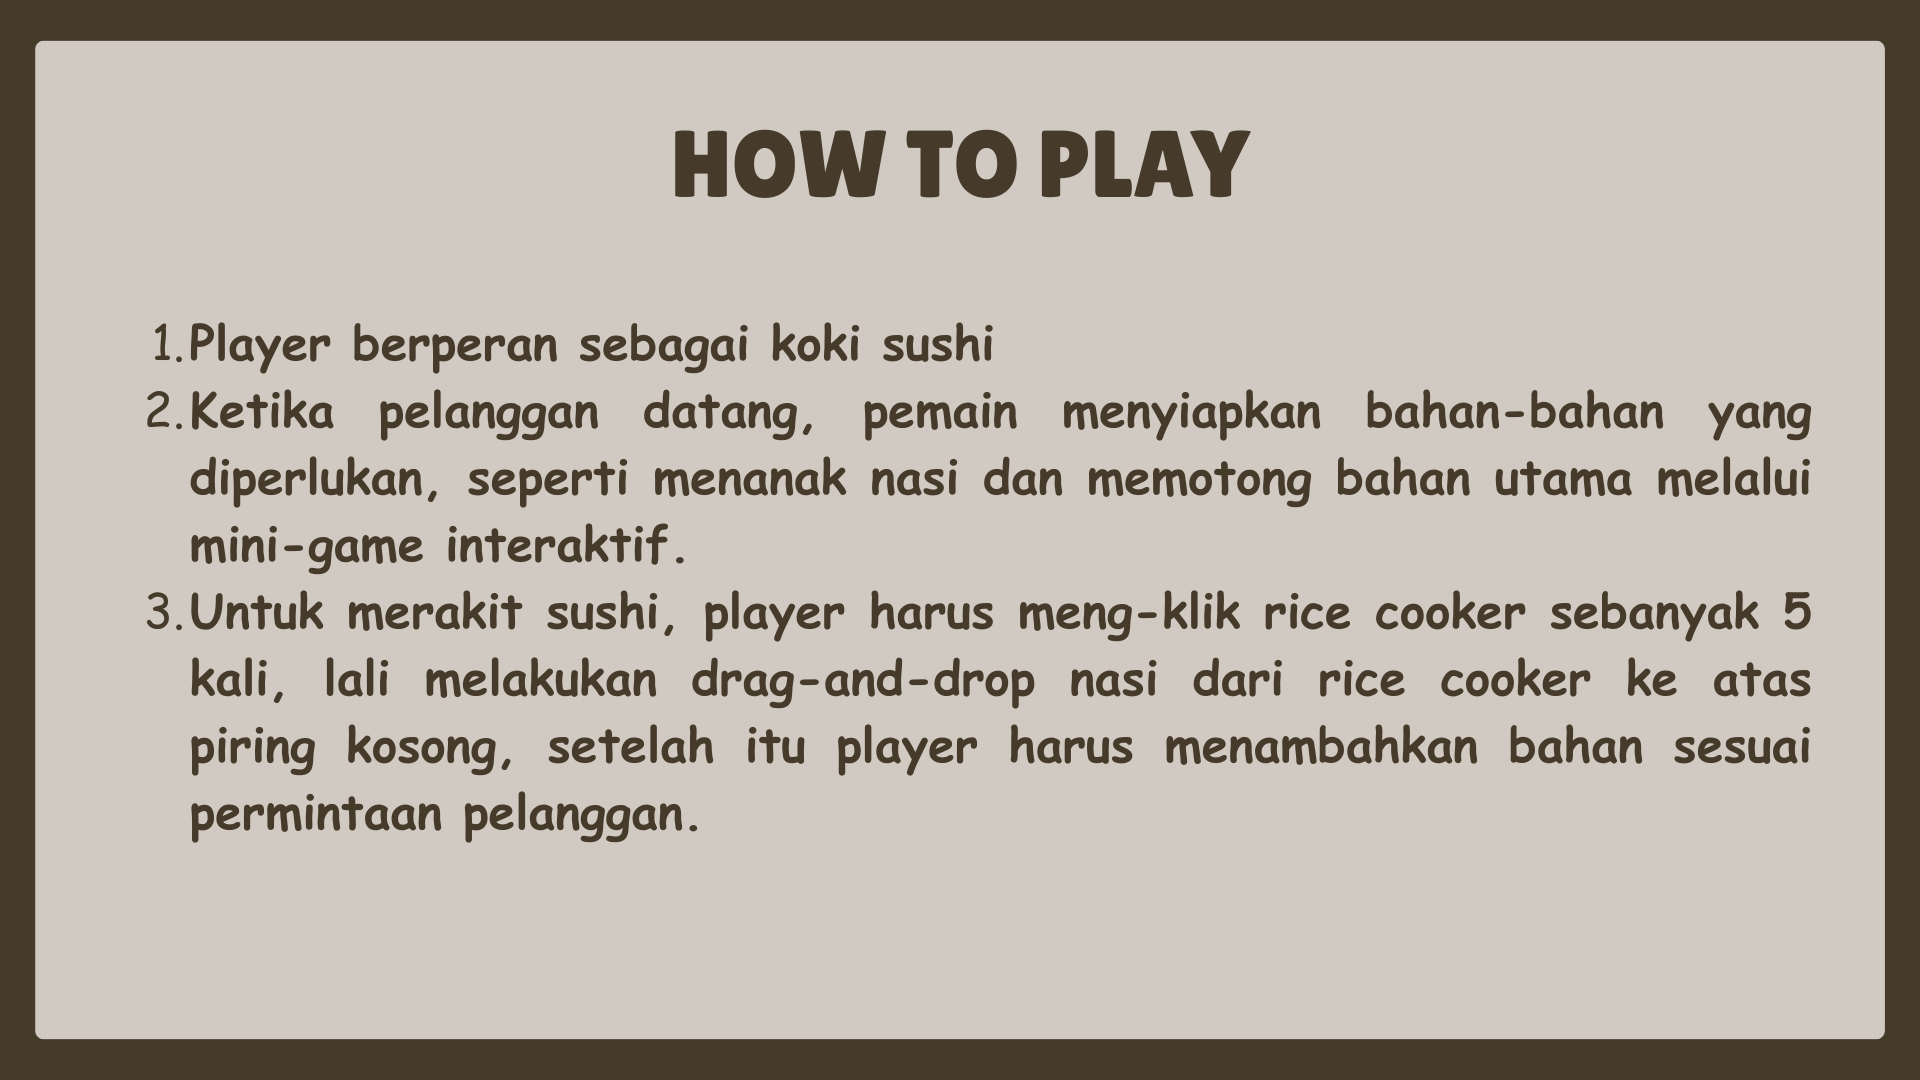 HOW TO PLAY
1. Player berperan sebagai koki sushi
2. Ketika pelanggan datang, pemain menyiapkan bahan-bahan yang
diperlukan, seperti menanak nasi dan memotong bahan utama melalui
mini-game interaktif.
3. Untuk merakit sushi, player harus meng-klik rice cooker sebanyak 5
kali, lali melakukan drag-and-drop nasi dari rice cooker ke atas
piring kosong, setelah itu player harus menambahkan bahan sesuai
permintaan pelanggan.